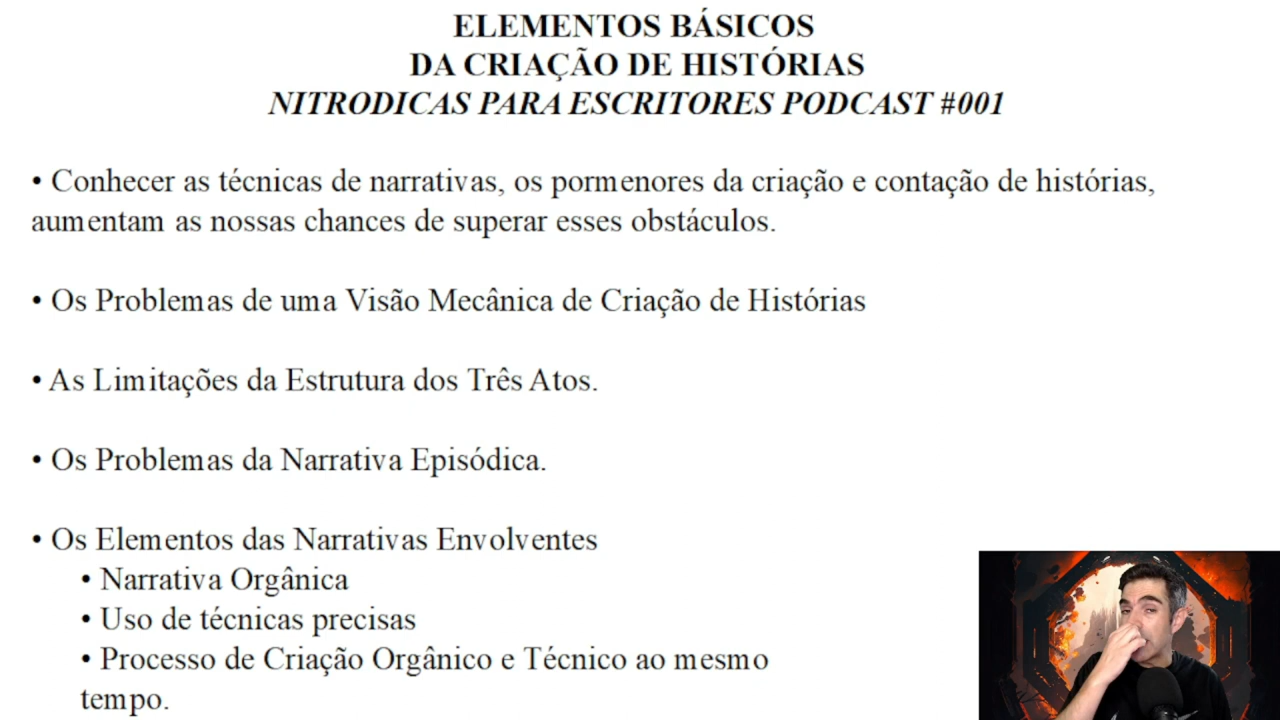 ELEMENTOS BÁSICOS
DA CRIAÇÃO DE HISTÓRIAS
NITRODICAS PARA ESCRITORES PODCAST #001
• Conhecer as técnicas de narrativas, os pormenores da criação e contação de histórias,
aumentam as nossas chances de superar esses obstáculos.
• Os Problemas de uma Visão Mecânica de Criação de Histórias
• As Limitações da Estrutura dos Três Atos.
• Os Problemas da Narrativa Episódica.
• Os Elementos das Narrativas Envolventes
• Narrativa Orgânica
• Uso de técnicas precisas
• Processo de Criação Orgânico e Técnico ao mesmo
tempo.